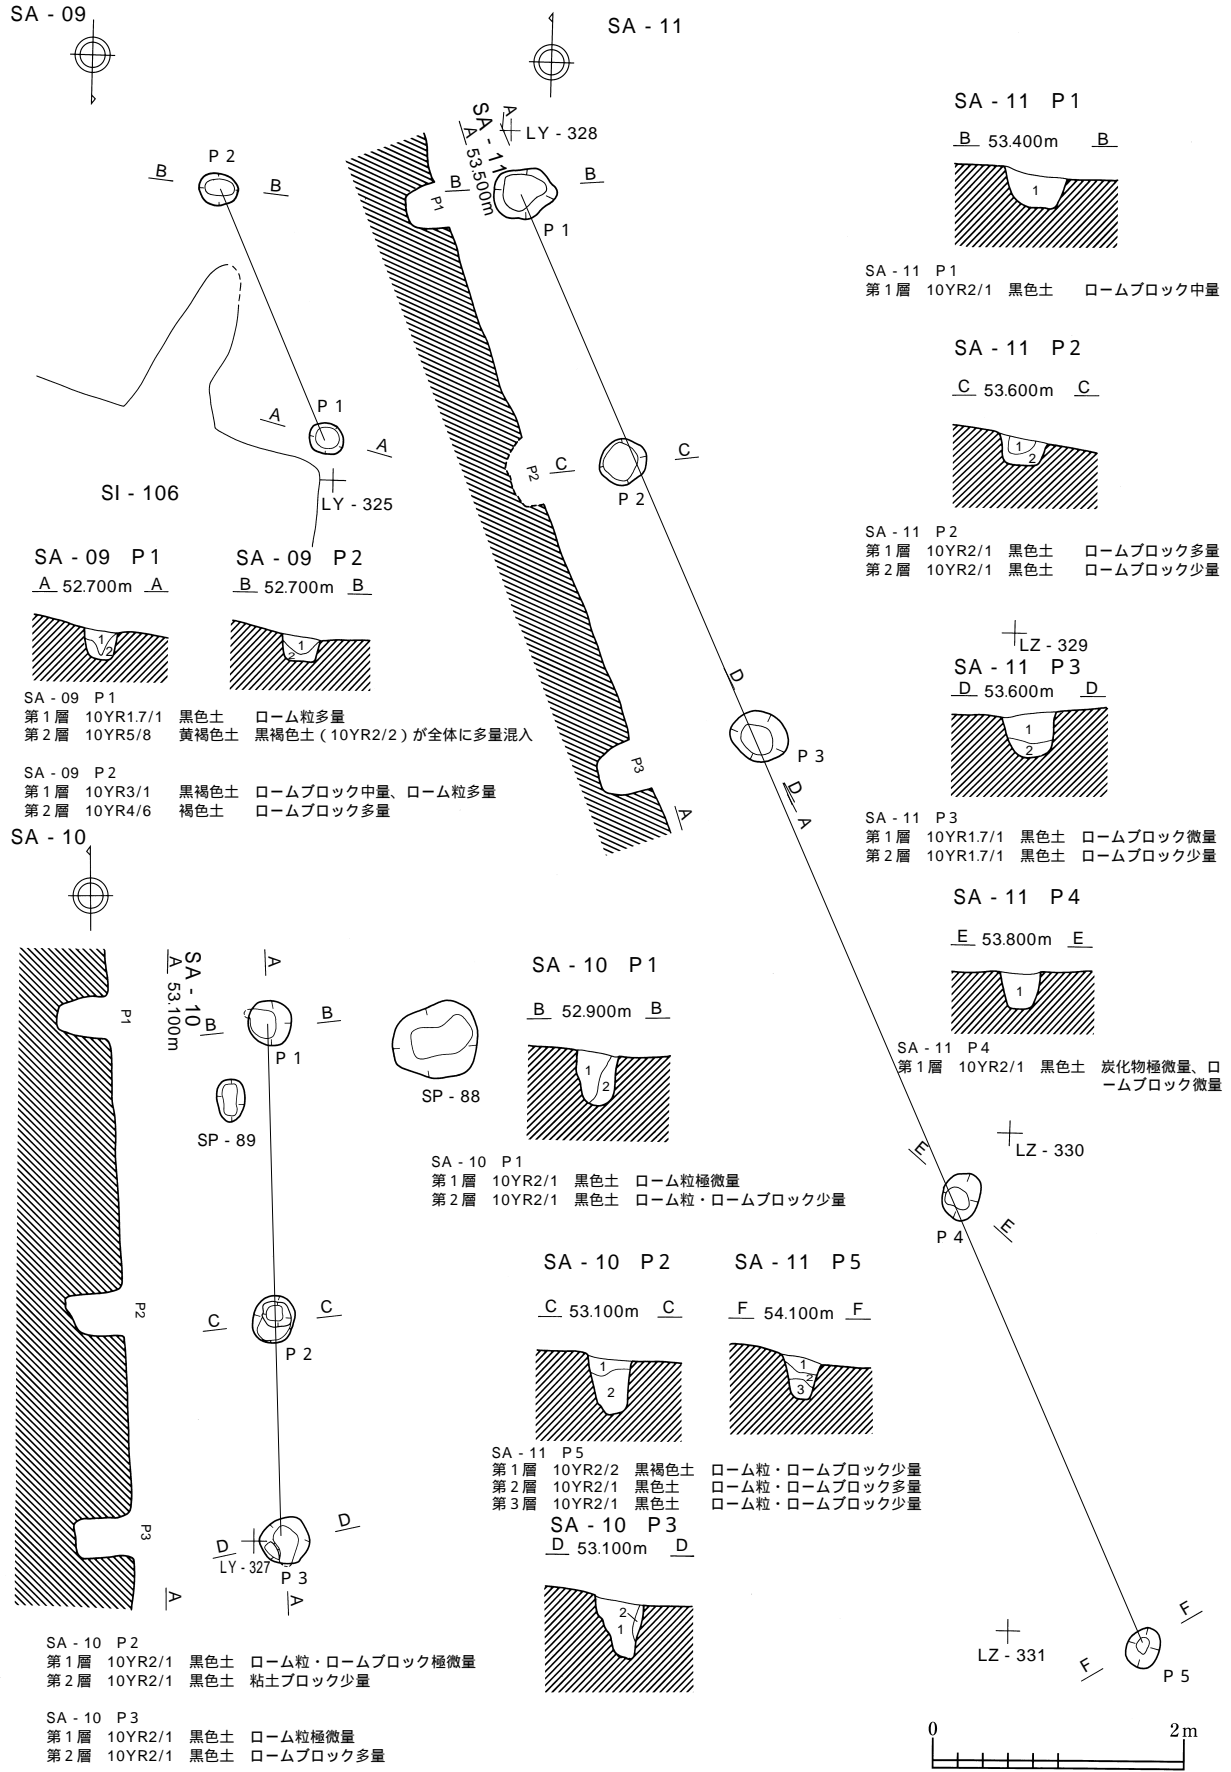 SA - 09
SA - 11
P 2
B
B
P 1
A
A
SI - 106
LY - 325
SA - 09 P 1
A 52.700m A
1
2
SA - 09 P 2
B 52.700m B
1
2
SA - 09 P 1
第1層 10YR1.7/1 黒色土 ローム粒多量
第2層 10YR5/8 黄褐色土 黒褐色土（10YR2/2）が全体に多量混入
SA - 09 P 2
第1層 10YR3/1 黒褐色土 ロームブロック中量、ローム粒多量
第2層 10YR4/6 褐色土 ロームブロック多量
SA - 11
A 53.500m
A
LY - 328
B
B
P 1
P1
C
C
P 2
P2
D
P 3
D
A
P3
A
E
P 4
E
LZ - 329
LZ - 330
LZ - 331
F
F
P 5
SA - 11 P 1
B 53.400m B
1
SA - 11 P 1
第1層 10YR2/1 黒色土 ロームブロック中量
SA - 11 P 2
C 53.600m C
1
2
SA - 11 P 2
第1層 10YR2/1 黒色土 ロームブロック多量
第2層 10YR2/1 黒色土 ロームブロック少量
SA - 11 P 3
D 53.600m D
1
2
SA - 11 P 3
第1層 10YR1.7/1 黒色土 ロームブロック微量
第2層 10YR1.7/1 黒色土 ロームブロック少量
SA - 11 P 4
E 53.800m E
1
SA - 11 P 4
第1層 10YR2/1 黒色土 炭化物極微量、ロ
ームブロック微量
SA - 10
SA - 10
A 53.100m
A
B
B
P 1
P1
SP - 88
SP - 89
C
C
P 2
P2
D
D
LY - 327
P 3
P3
A
A
SA - 10 P 1
B 52.900m B
1
2
SA - 10 P 1
第1層 10YR2/1 黒色土 ローム粒極微量
第2層 10YR2/1 黒色土 ローム粒・ロームブロック少量
SA - 10 P 2
C 53.100m C
1
2
SA - 11 P 5
F 54.100m F
1
2
3
SA - 11 P 5
第1層 10YR2/2 黒褐色土 ローム粒・ロームブロック少量
第2層 10YR2/1 黒色土 ローム粒・ロームブロック多量
第3層 10YR2/1 黒色土 ローム粒・ロームブロック少量
SA - 10 P 3
D 53.100m D
2
1
SA - 10 P 2
第1層 10YR2/1 黒色土 ローム粒・ロームブロック極微量
第2層 10YR2/1 黒色土 粘土ブロック少量
SA - 10 P 3
第1層 10YR2/1 黒色土 ローム粒極微量
第2層 10YR2/1 黒色土 ロームブロック多量
0 2m